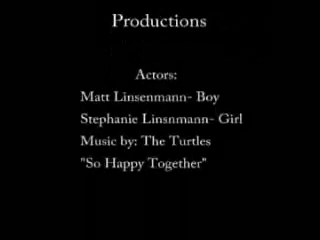 Productions
Actors:
Matt Linsenmann- Boy
Stephanie Linsnmann- Girl
Music by: The Turtles
"So Happy Together"